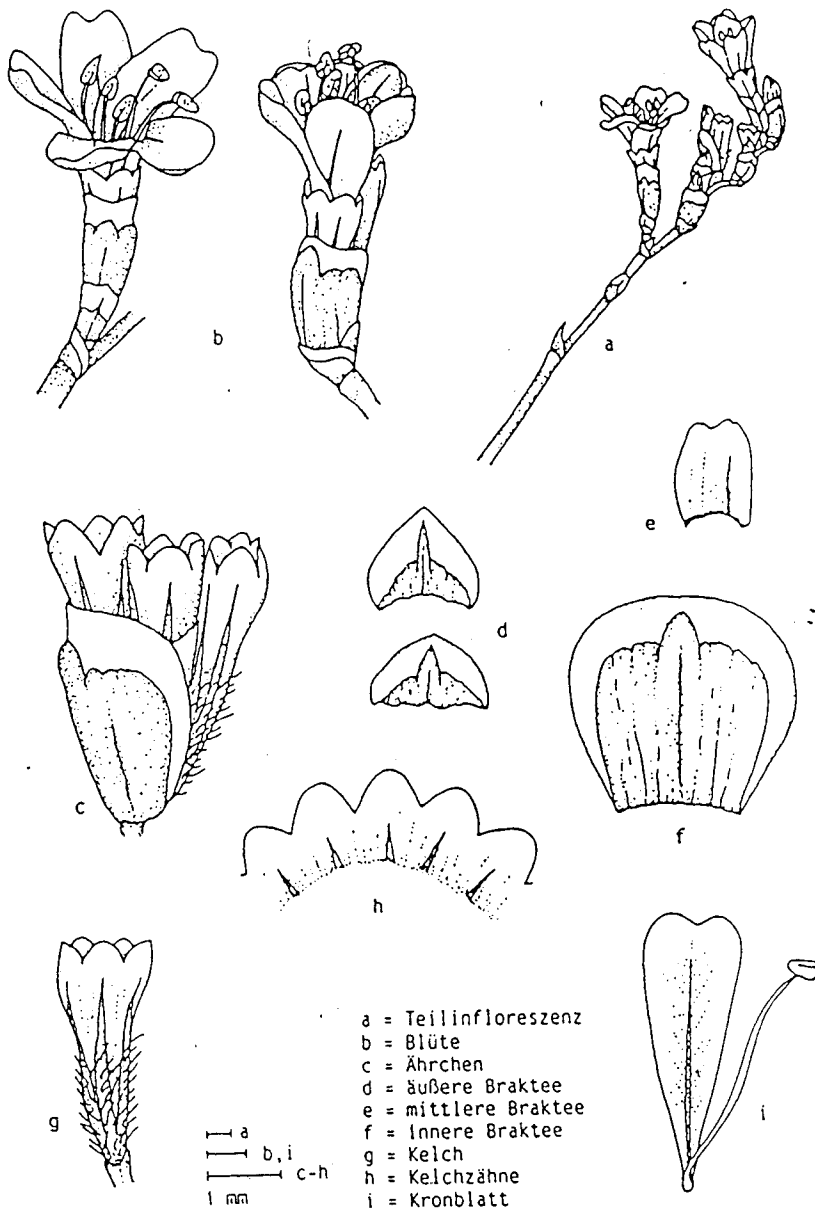 b
a
e
d
c
f
h
g
i
a = Teilinfloreszenz
b = Blüte
c = Ährchen
d = äußere Braktee
e = mittlere Braktee
f = innere Braktee
g = Kelch
h = Kelchzähne
i = Kronblatt
a
b,i
c-h
1 mm